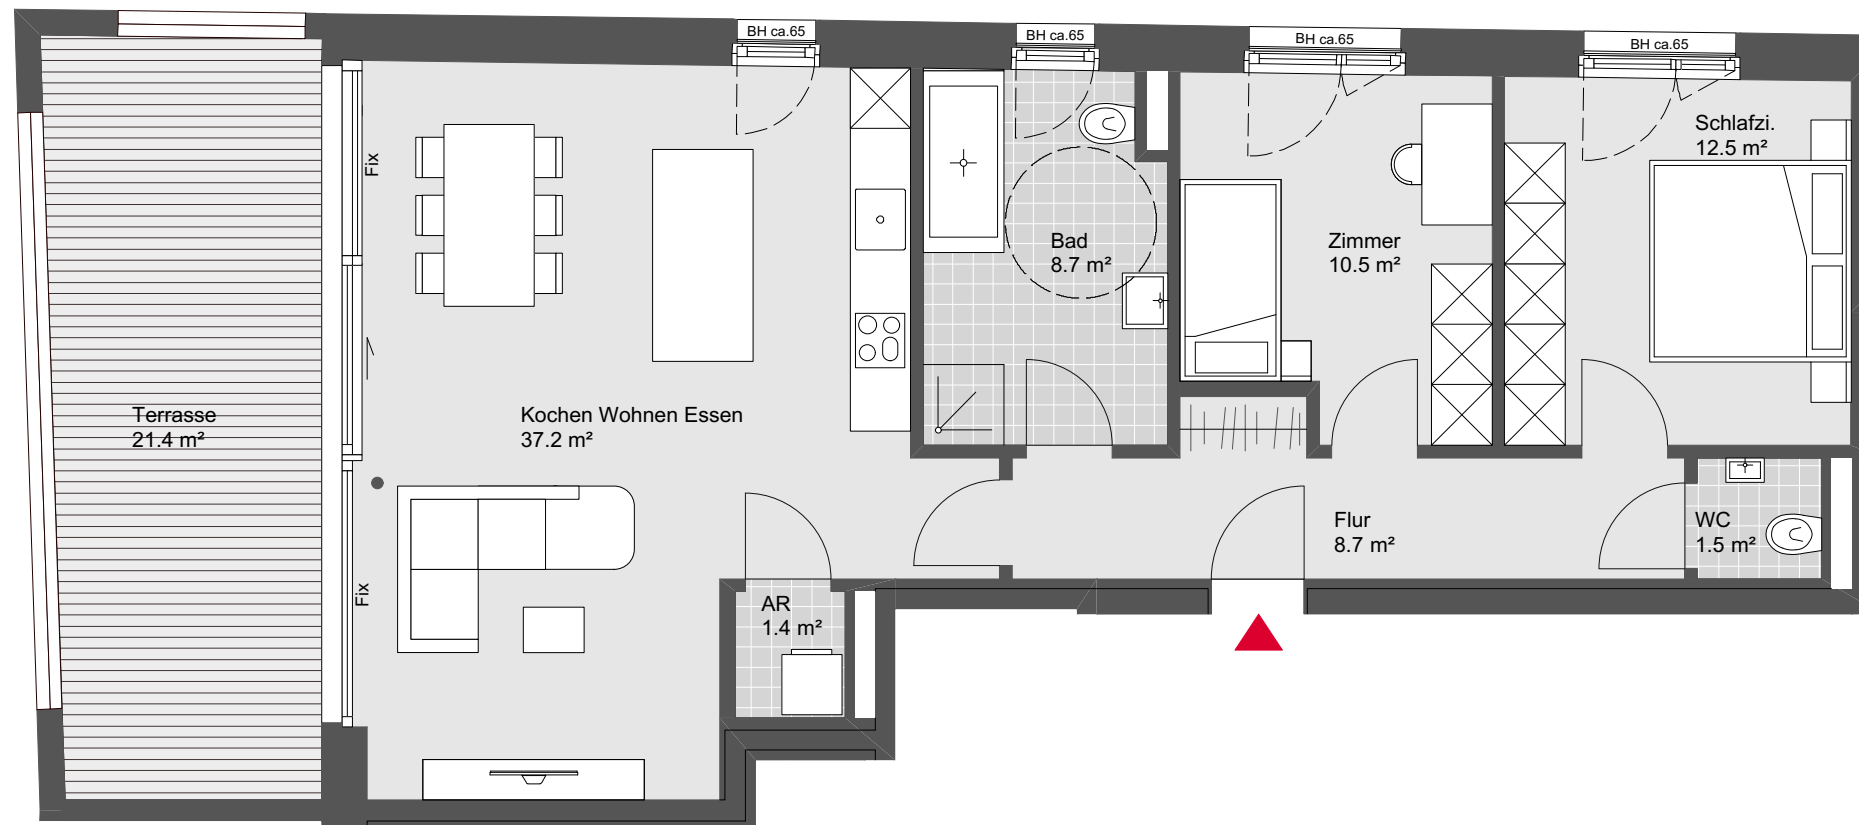 BH ca.65
BH ca.65
BH ca.65
BH ca.65
Fix
Schlafzi.
12.5 m²
Bad
8.7 m²
Zimmer
10.5 m²
Terrasse
21.4 m²
Kochen Wohnen Essen
37.2 m²
Flur
8.7 m²
WC
1.5 m²
Fix
AR
1.4 m²